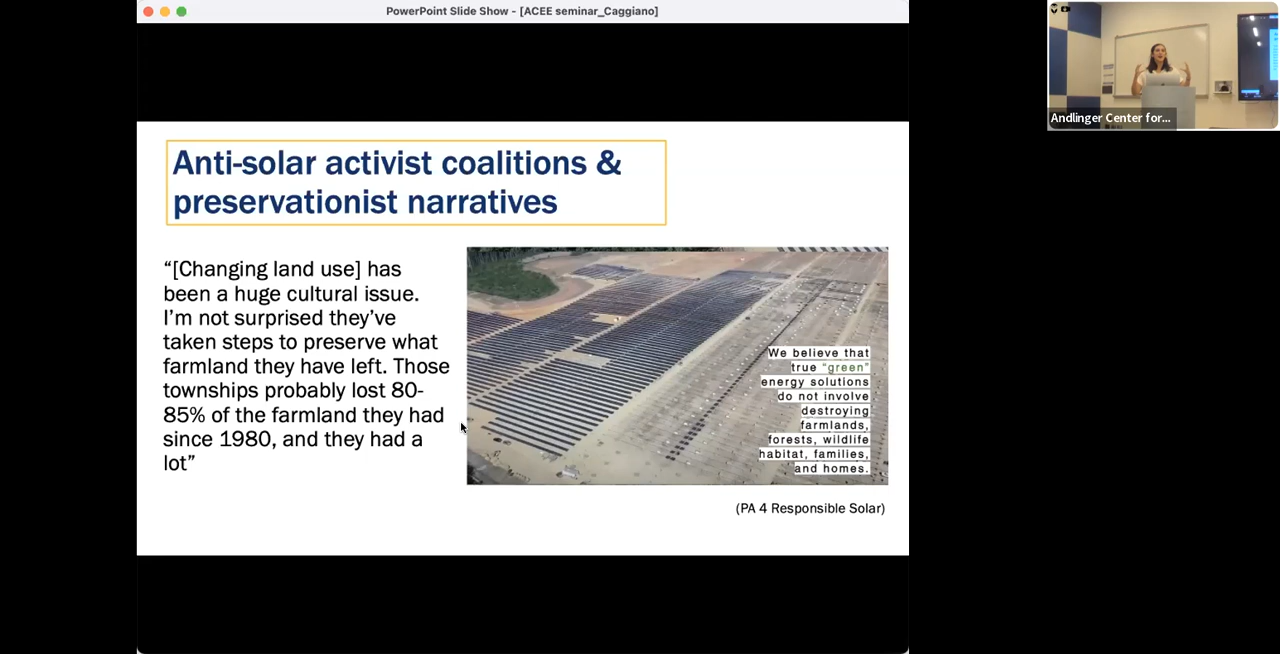 PowerPoint Slide Show - [ACEE seminar_Caggiano]
Andlinger Center for...
Anti-solar activist coalitions &
preservationist narratives
“[Changing land use] has
been a huge cultural issue.
I’m not surprised they’ve
taken steps to preserve what
farmland they have left. Those
townships probably lost 80-
85% of the farmland they had
since 1980, and they had a
lot”
We believe that
true “green”
energy solutions
do not involve
destroying
farmlands,
forests, wildlife
habitat, families,
and homes.
(PA 4 Responsible Solar)